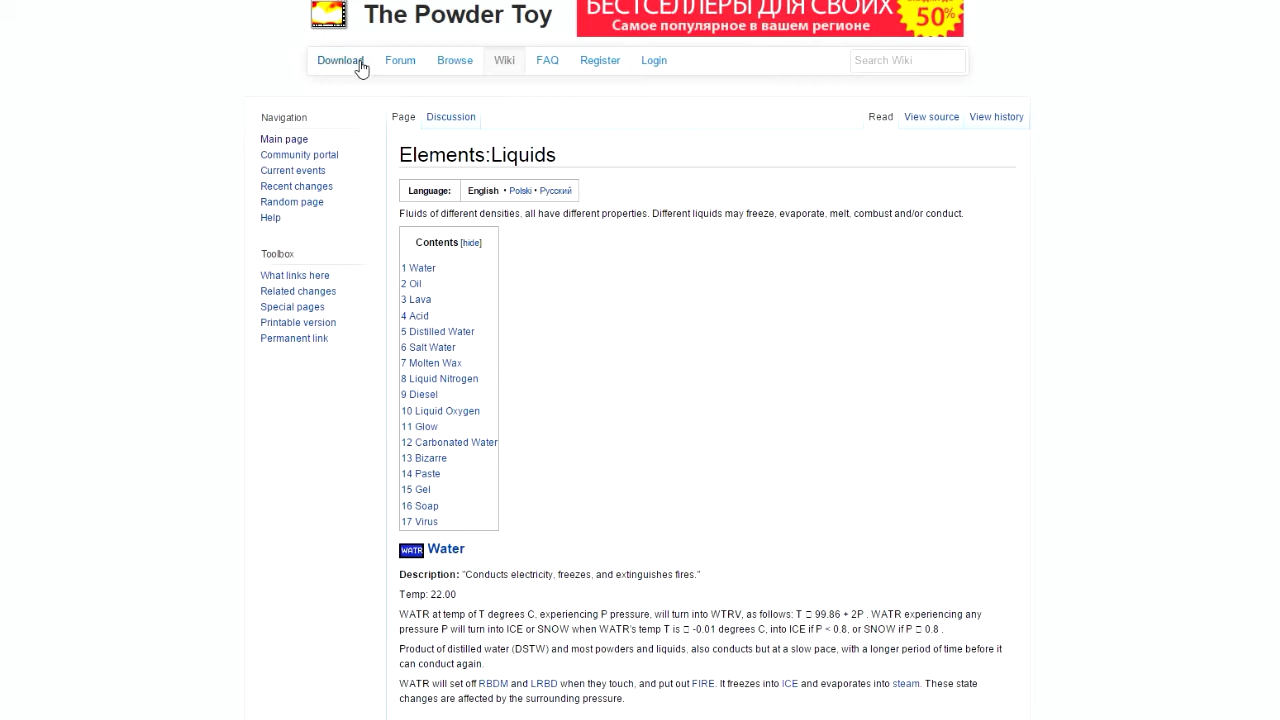 The Powder Toy
БЕСТСЕЛЛЕРЫ ДЛЯ СВОИХ
Самое популярное в вашем регионе
50%
Download Forum Browse Wiki FAQ Register Login Search Wiki
Navigation
Main page
Community portal
Current events
Recent changes
Random page
Help
Toolbox
What links here
Related changes
Special pages
Printable version
Permanent link
Page Discussion Read View source View history
Elements:Liquids
Language: English • Polski • Русский
Fluids of different densities, all have different properties. Different liquids may freeze, evaporate, melt, combust and/or conduct.
Contents [hide]
1 Water
2 Oil
3 Lava
4 Acid
5 Distilled Water
6 Salt Water
7 Molten Wax
8 Liquid Nitrogen
9 Diesel
10 Liquid Oxygen
11 Glow
12 Carbonated Water
13 Bizarre
14 Paste
15 Gel
16 Soap
17 Virus
WATR Water
Description: "Conducts electricity, freezes, and extinguishes fires."
Temp: 22.00
WATR at temp of T degrees C, experiencing P pressure, will turn into WTRV, as follows: T □ 99.86 + 2P . WATR experiencing any
pressure P will turn into ICE or SNOW when WATR's temp T is □ -0.01 degrees C, into ICE if P < 0.8, or SNOW if P □ 0.8 .
Product of distilled water (DSTW) and most powders and liquids, also conducts but at a slow pace, with a longer period of time before it
can conduct again.
WATR will set off RBDM and LRBD when they touch, and put out FIRE. It freezes into ICE and evaporates into steam. These state
changes are affected by the surrounding pressure.